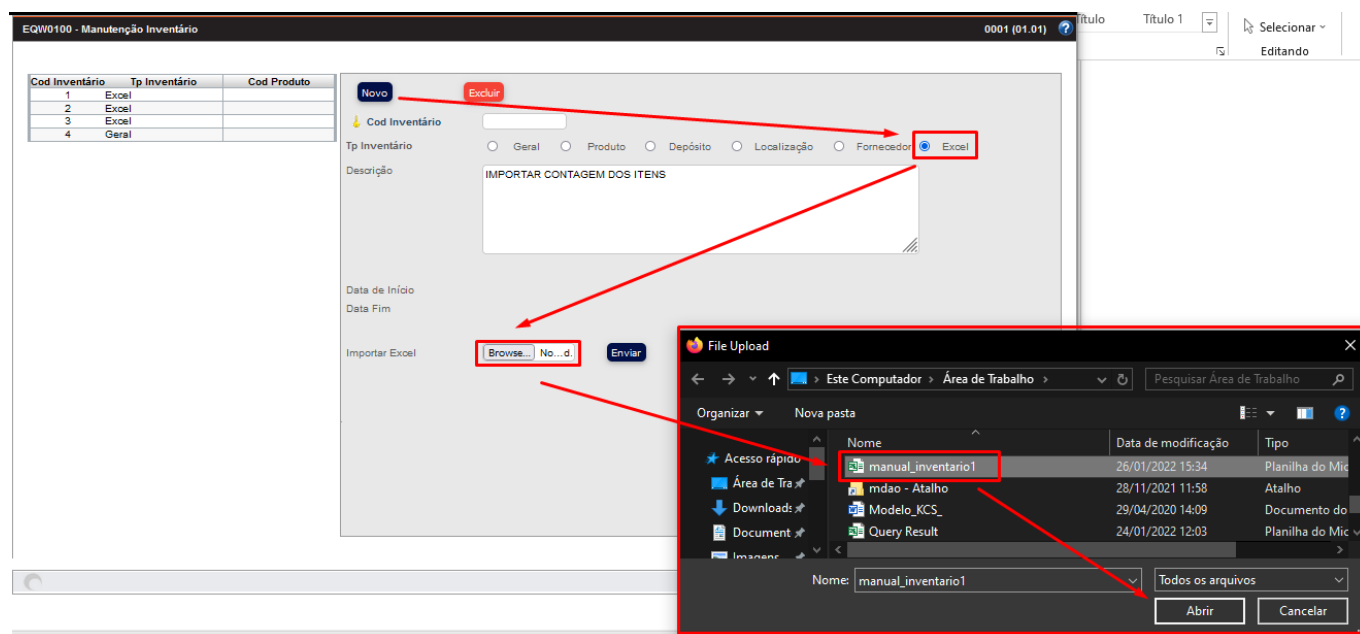 EQW0100 - Manutenção Inventário
0001 (01.01)
?
Título 1
Selecionar
Editando
Cod Inventário Tp Inventário Cod Produto
1 Excel
2 Excel
3 Excel
4 Geral
Novo
Excluir
Cod Inventário
Tp Inventário
Geral Produto Depósito Localização Fornecedor Excel
Descrição
IMPORTAR CONTAGEM DOS ITENS
Data de Início
Data Fim
Importar Excel
Browse... No...d.
Enviar
File Upload
Este Computador > Área de Trabalho >
Pesquisar Área de Trabalho
Organizar
Nova pasta
?
Nome Data de modificação Tipo
Acesso rápido
manual_inventario1 26/01/2022 15:34 Planilha do Mic
Área de Tra
mdao - Atalho 28/11/2021 11:58 Atalho
Downloads
Modelo_KCS_ 29/04/2020 14:09 Documento do
Document
Query Result 24/01/2022 12:03 Planilha do Mic
Imagens
Nome: manual_inventario1
Todos os arquivos
Abrir
Cancelar